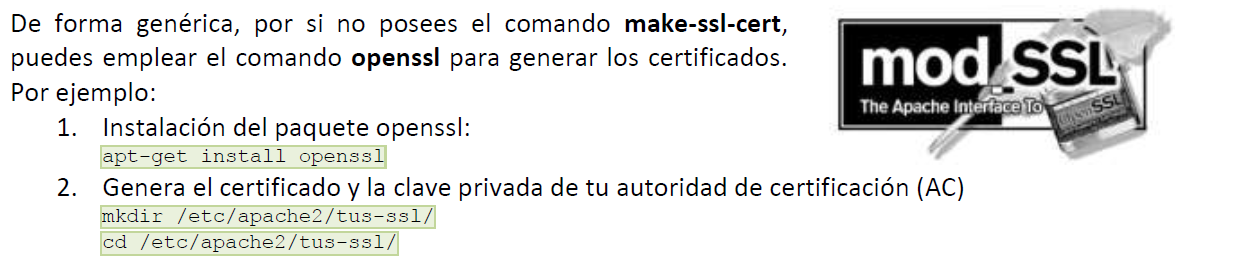 De forma genérica, por si no posees el comando make-ssl-cert,
puedes emplear el comando openssl para generar los certificados.
Por ejemplo:
1. Instalación del paquete openssl:
apt-get install openssl
2. Genera el certificado y la clave privada de tu autoridad de certificación (AC)
mkdir /etc/apache2/tus-ssl/
cd /etc/apache2/tus-ssl/
mod_SSL
The Apache Interface To
OpenSSL